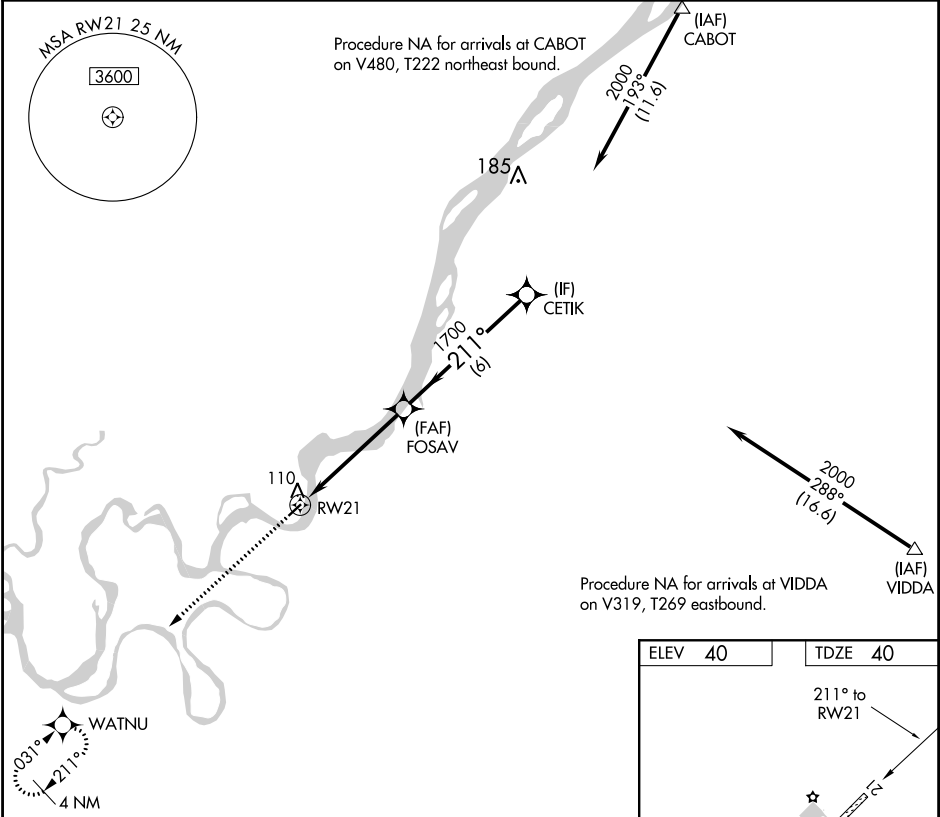 MSA RW21 25 NM
3600
Procedure NA for arrivals at CABOT
on V480, T222 northeast bound.
(IAF)
CABOT
2000
193°
(11.6)
185
(IF)
CETIK
1700
211°
(6)
(FAF)
FOSAV
110
RW21
2000
288°
(16.6)
(IAF)
VIDDA
Procedure NA for arrivals at VIDDA
on V319, T269 eastbound.
WATNU
031°
211°
4 NM
ELEV 40
TDZE 40
211° to
RW21
21